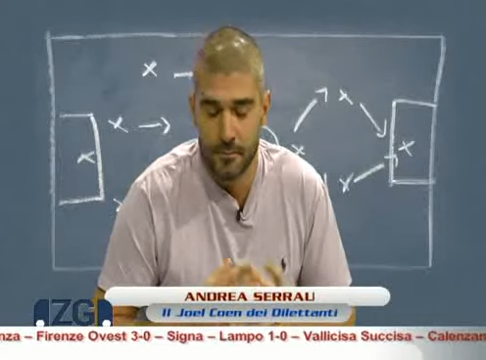 IZG
ANDREA SERRAU
Il Joel Coen dei Dilettanti
nza – Firenze Ovest 3-0 – Signa – Lampo 1-0 – Vallicisa Succisa – Calenzan